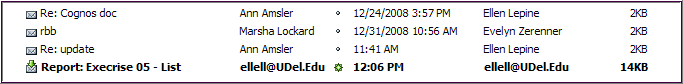 Re: Cognos doc Ann Amsler 12/24/2008 3:57 PM Ellen Lepine 2KB
rbb Marsha Lockard 12/31/2008 10:56 AM Evelyn Zerenner 2KB
Re: update Ann Amsler 11:41 AM Ellen Lepine 2KB
Report: Execrise 05 - List ellell@UDel.Edu 12:06 PM ellell@UDel.Edu 14KB